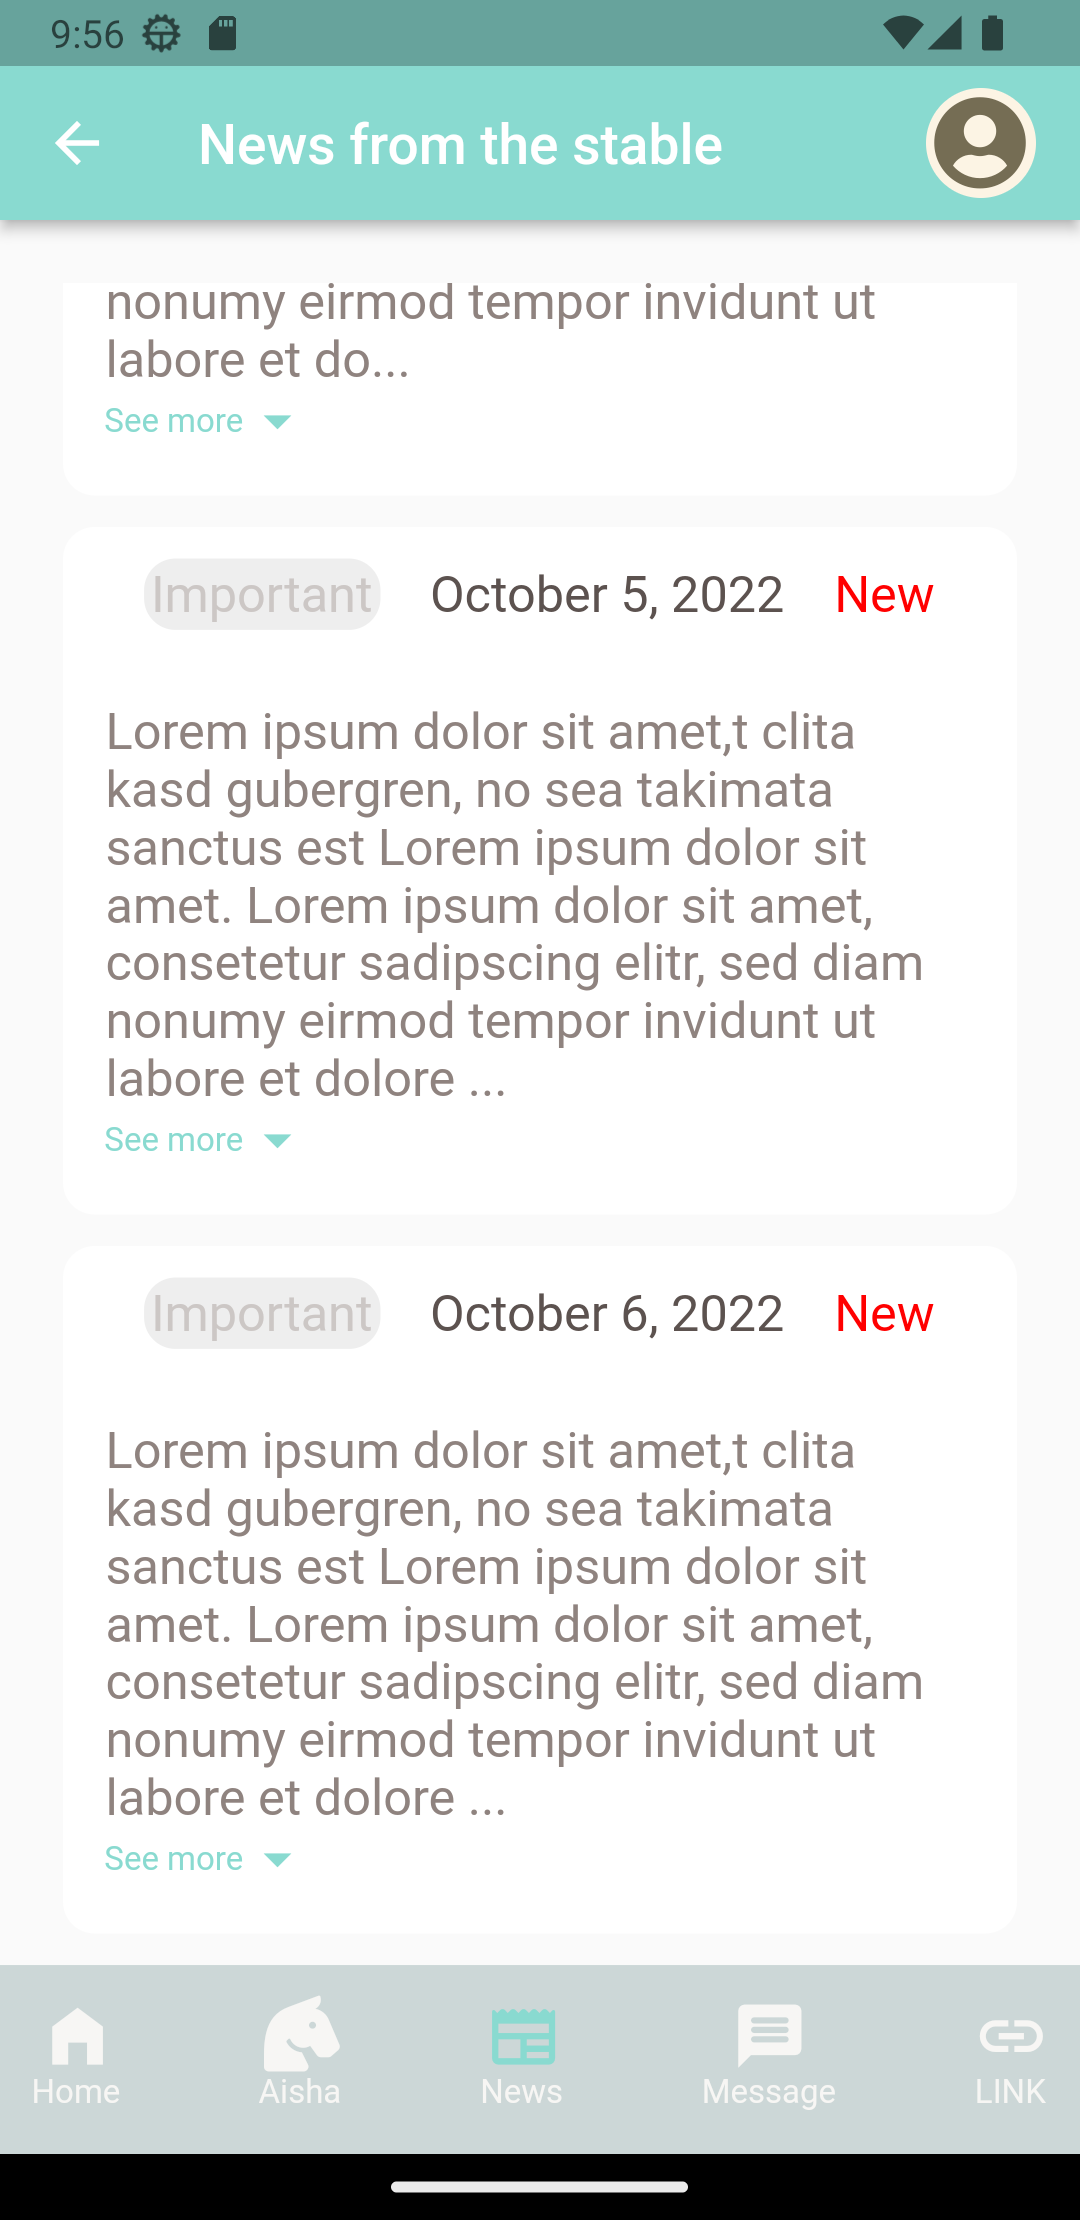 9:56
News from the stable
nonumy eirmod tempor invidunt ut
labore et do...
See more
Important October 5, 2022 New
Lorem ipsum dolor sit amet,t clita
kasd gubergren, no sea takimata
sanctus est Lorem ipsum dolor sit
amet. Lorem ipsum dolor sit amet,
consetetur sadipscing elitr, sed diam
nonumy eirmod tempor invidunt ut
labore et dolore ...
See more
Important October 6, 2022 New
Lorem ipsum dolor sit amet,t clita
kasd gubergren, no sea takimata
sanctus est Lorem ipsum dolor sit
amet. Lorem ipsum dolor sit amet,
consetetur sadipscing elitr, sed diam
nonumy eirmod tempor invidunt ut
labore et dolore ...
See more
Home Aisha News Message LINK